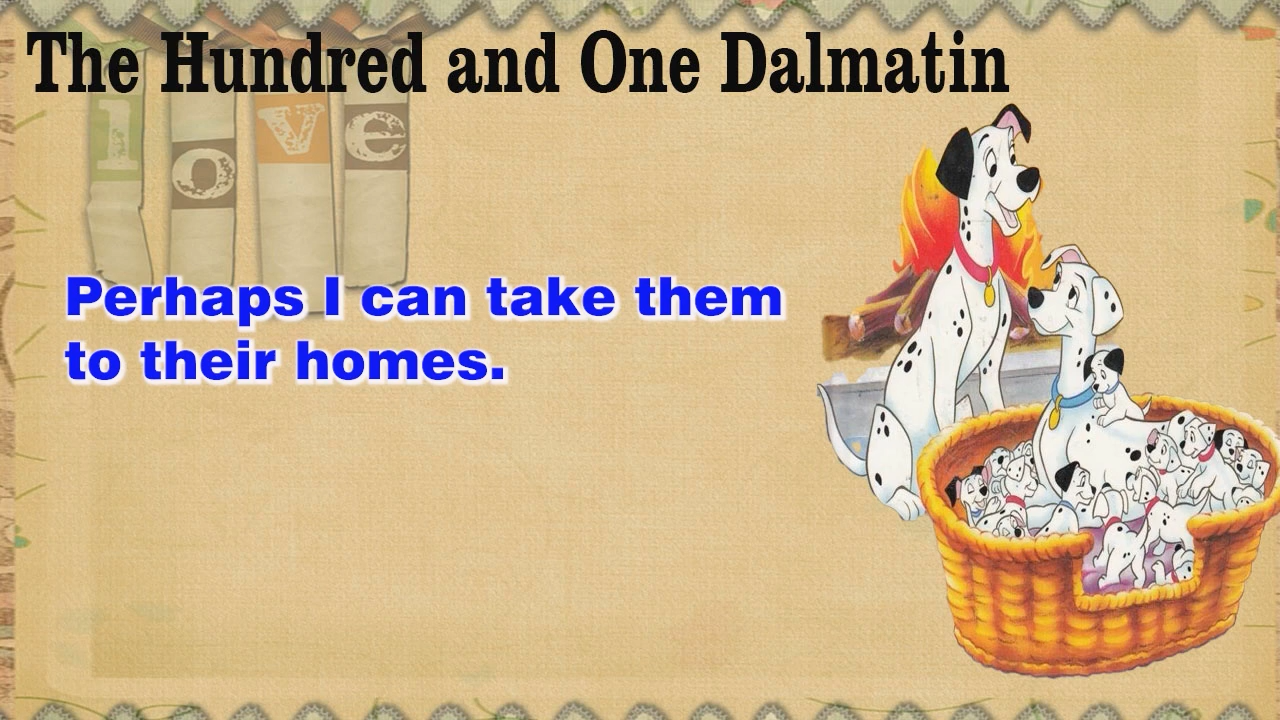 The Hundred and One Dalmatin
love
Perhaps I can take them
to their homes.